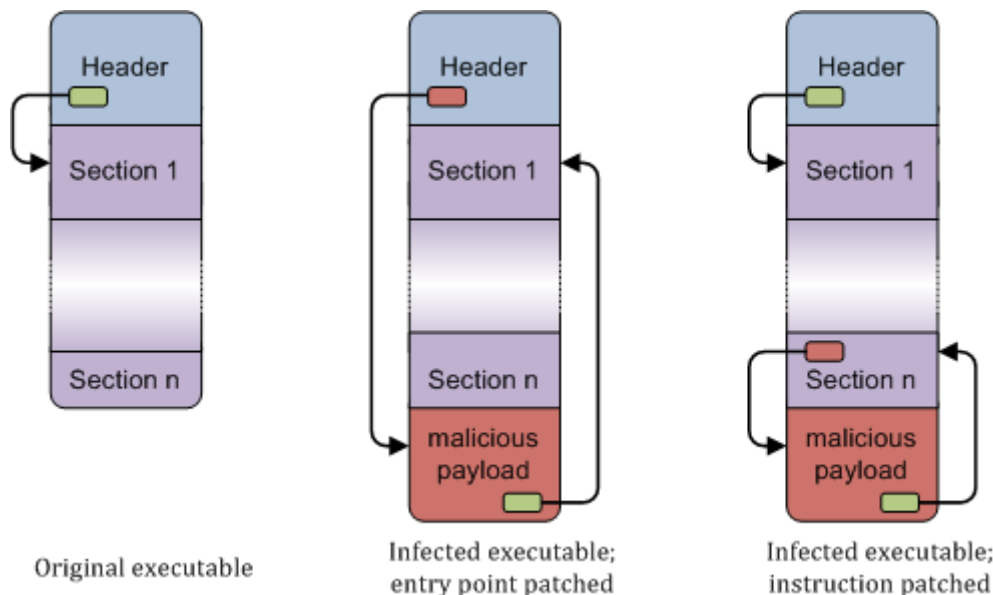 Header
Section 1
Section n
Original executable
Header
Section 1
Section n
malicious
payload
Infected executable;
entry point patched
Header
Section 1
Section n
malicious
payload
Infected executable;
instruction patched